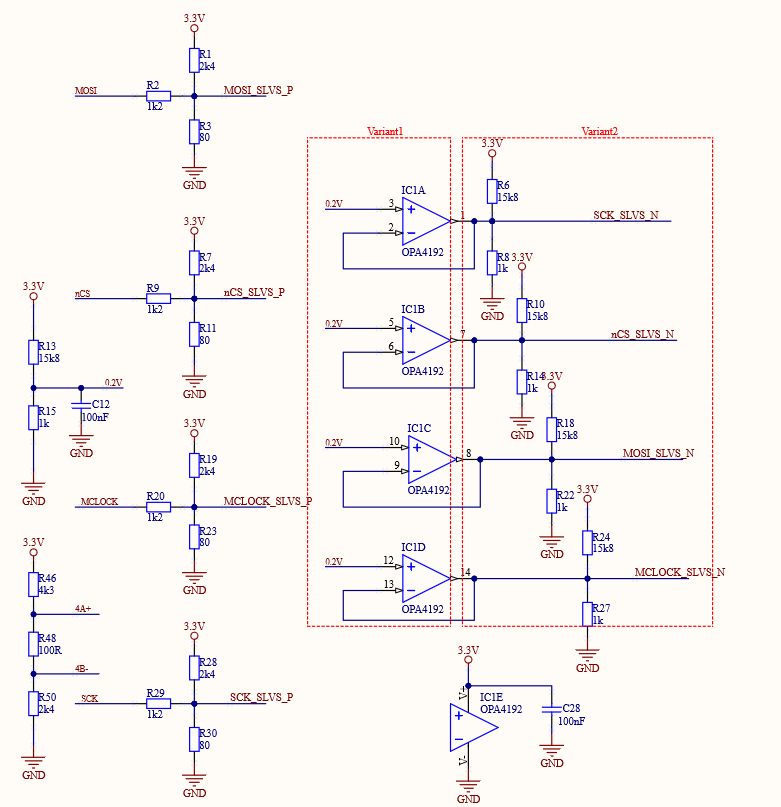 3.3V
R1
2k4
MOSI
R2
1k2
MOSI_SLVS_P
R3
80
GND
3.3V
R7
2k4
nCS
R9
1k2
nCS_SLVS_P
R11
80
GND
3.3V
R13
15k8
0.2V
R15
1k
C12
100nF
GND
GND
3.3V
R19
2k4
MCLOCK
R20
1k2
MCLOCK_SLVS_P
R23
80
GND
3.3V
R46
4k3
4A+
R48
100R
4B-
R50
2k4
GND
3.3V
R28
2k4
SCK
R29
1k2
SCK_SLVS_P
R30
80
GND
Variant1
Variant2
IC1A
0.2V
3
+
2
−
1
OPA4192
3.3V
R6
15k8
SCK_SLVS_N
R8
1k
GND
IC1B
0.2V
5
+
6
−
7
OPA4192
3.3V
R10
15k8
nCS_SLVS_N
R14
1k
GND
IC1C
0.2V
10
+
9
−
8
OPA4192
3.3V
R18
15k8
MOSI_SLVS_N
R22
1k
GND
IC1D
0.2V
12
+
13
−
14
OPA4192
3.3V
R24
15k8
MCLOCK_SLVS_N
R27
1k
GND
3.3V
V+
IC1E
OPA4192
+
−
V-
GND
C28
100nF
GND